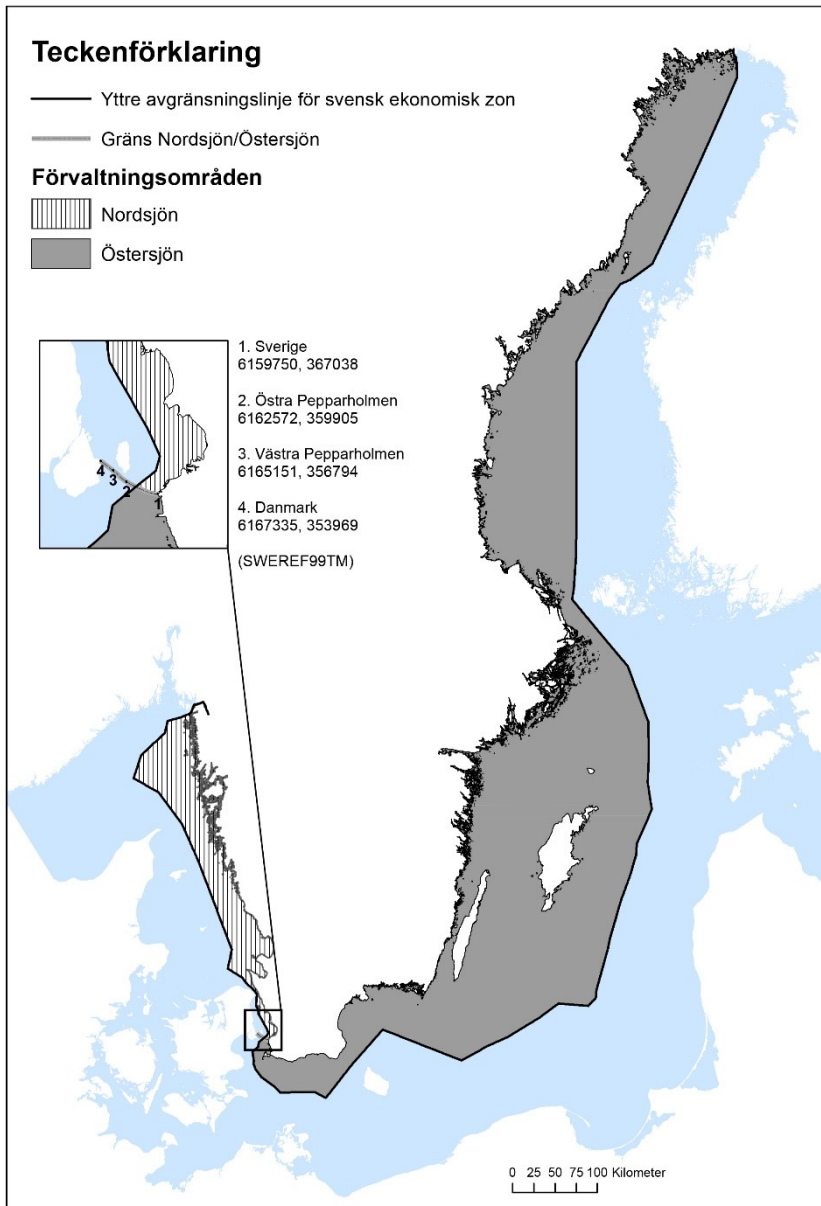 Teckenförklaring
Yttre avgränsningslinje för svensk ekonomisk zon
Gräns Nordsjön/Östersjön
Förvaltningsområden
Nordsjön
Östersjön
1. Sverige
6159750, 367038
2. Östra Pepparholmen
6162572, 359905
3. Västra Pepparholmen
6165151, 356794
4. Danmark
6167335, 353969
(SWEREF99TM)
4
3
2
1
0 25 50 75 100 Kilometer